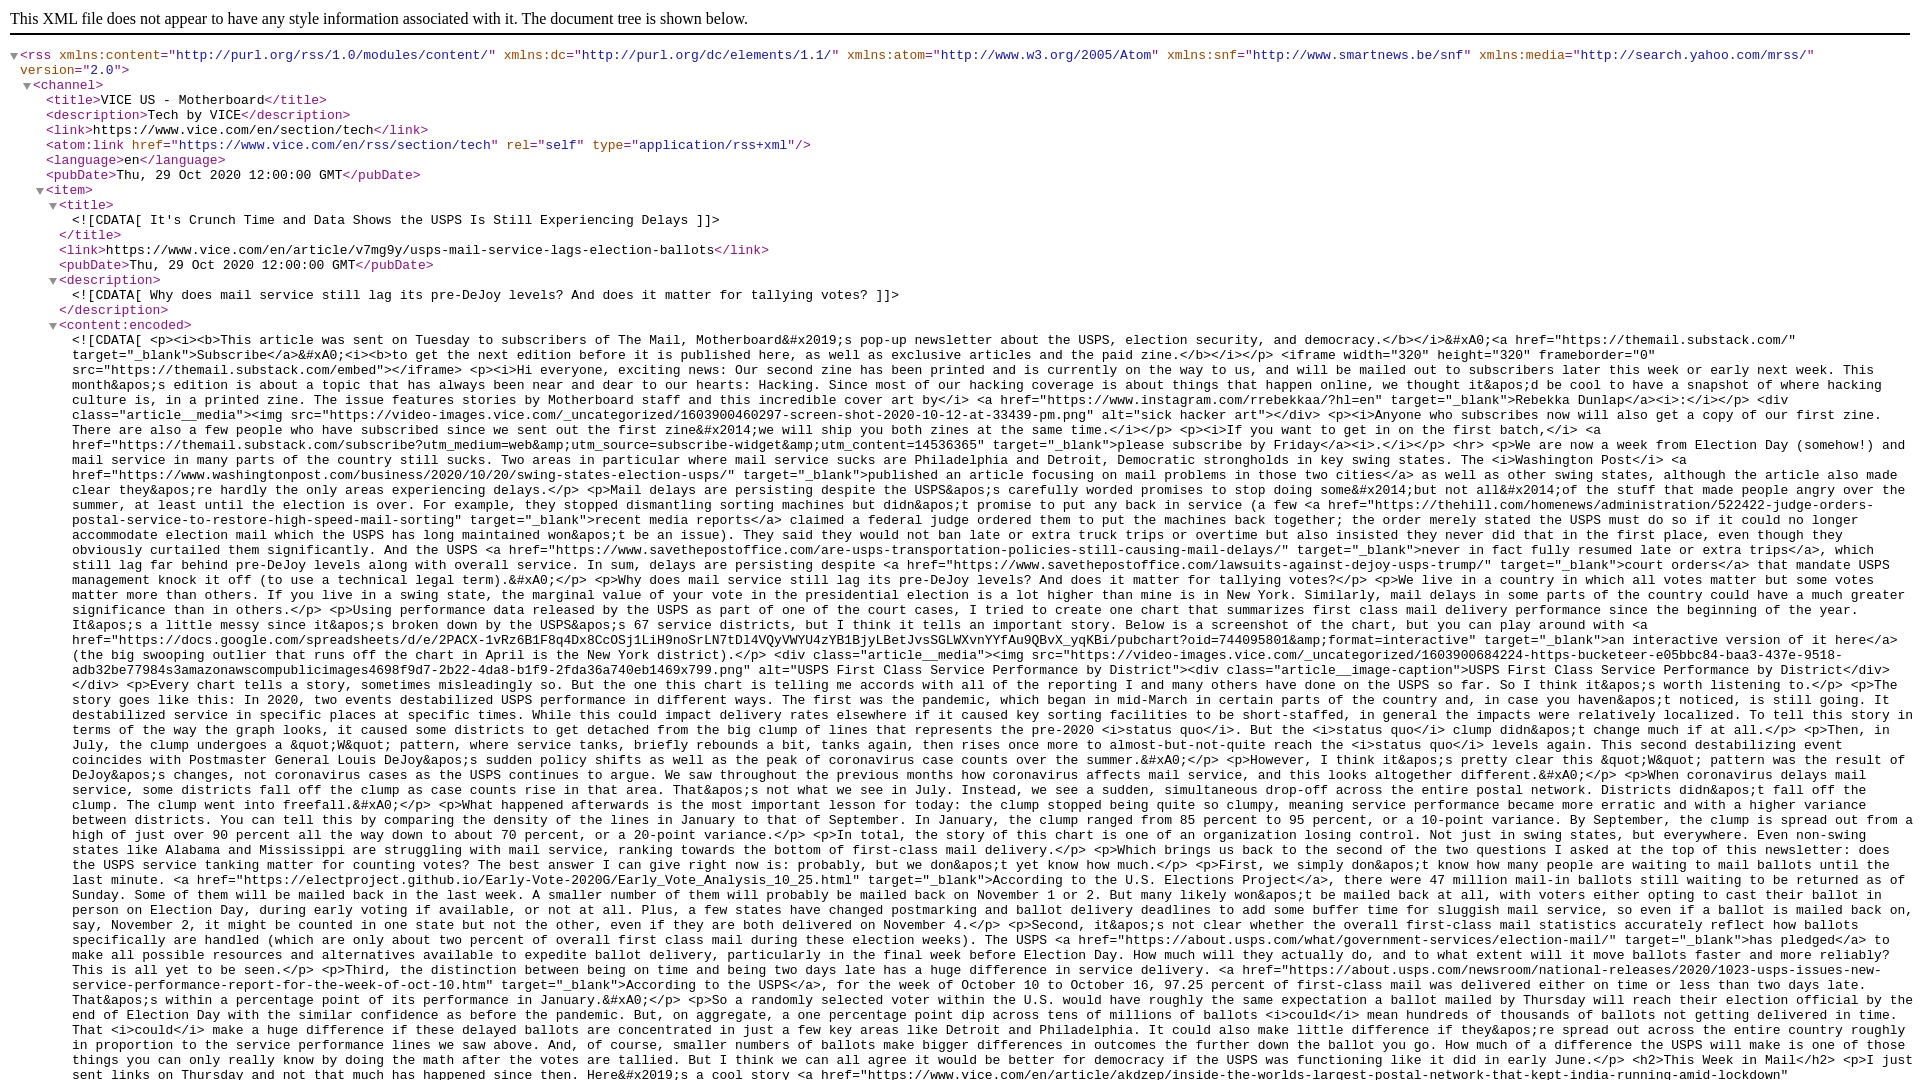 This XML file does not appear to have any style information associated with it. The document tree is shown below.
<rss xmlns:content="http://purl.org/rss/1.0/modules/content/" xmlns:dc="http://purl.org/dc/elements/1.1/" xmlns:atom="http://www.w3.org/2005/Atom" xmlns:snf="http://www.smartnews.be/snf" xmlns:media="http://search.yahoo.com/mrss/"
version="2.0">
<channel>
<title>VICE US - Motherboard</title>
<description>Tech by VICE</description>
<link>https://www.vice.com/en/section/tech</link>
<atom:link href="https://www.vice.com/en/rss/section/tech" rel="self" type="application/rss+xml"/>
<language>en</language>
<pubDate>Thu, 29 Oct 2020 12:00:00 GMT</pubDate>
<item>
<title>
<![CDATA[ It's Crunch Time and Data Shows the USPS Is Still Experiencing Delays ]]>
</title>
<link>https://www.vice.com/en/article/v7mg9y/usps-mail-service-lags-election-ballots</link>
<pubDate>Thu, 29 Oct 2020 12:00:00 GMT</pubDate>
<description>
<![CDATA[ Why does mail service still lag its pre-DeJoy levels? And does it matter for tallying votes? ]]>
</description>
<content:encoded>
<![CDATA[ <p><i><b>This article was sent on Tuesday to subscribers of The Mail, Motherboard&#x2019;s pop-up newsletter about the USPS, election security, and democracy.</b></i>&#xA0;<a href="https://themail.substack.com/"
target="_blank">Subscribe</a>&#xA0;<i><b>to get the next edition before it is published here, as well as exclusive articles and the paid zine.</b></i></p> <iframe width="320" height="320" frameborder="0"
src="https://themail.substack.com/embed"></iframe> <p><i>Hi everyone, exciting news: Our second zine has been printed and is currently on the way to us, and will be mailed out to subscribers later this week or early next week. This
month&apos;s edition is about a topic that has always been near and dear to our hearts: Hacking. Since most of our hacking coverage is about things that happen online, we thought it&apos;d be cool to have a snapshot of where hacking
culture is, in a printed zine. The issue features stories by Motherboard staff and this incredible cover art by</i> <a href="https://www.instagram.com/rrebekkaa/?hl=en" target="_blank">Rebekka Dunlap</a><i>:</i></p> <div
class="article__media"><img src="https://video-images.vice.com/_uncategorized/1603900460297-screen-shot-2020-10-12-at-33439-pm.png" alt="sick hacker art"></div> <p><i>Anyone who subscribes now will also get a copy of our first zine.
There are also a few people who have subscribed since we sent out the first zine&#x2014;we will ship you both zines at the same time.</i></p> <p><i>If you want to get in on the first batch,</i> <a
href="https://themail.substack.com/subscribe?utm_medium=web&amp;utm_source=subscribe-widget&amp;utm_content=14536365" target="_blank">please subscribe by Friday</a><i>.</i></p> <hr> <p>We are now a week from Election Day (somehow!) and
mail service in many parts of the country still sucks. Two areas in particular where mail service sucks are Philadelphia and Detroit, Democratic strongholds in key swing states. The <i>Washington Post</i> <a
href="https://www.washingtonpost.com/business/2020/10/20/swing-states-election-usps/" target="_blank">published an article focusing on mail problems in those two cities</a> as well as other swing states, although the article also made
clear they&apos;re hardly the only areas experiencing delays.</p> <p>Mail delays are persisting despite the USPS&apos;s carefully worded promises to stop doing some&#x2014;but not all&#x2014;of the stuff that made people angry over the
summer, at least until the election is over. For example, they stopped dismantling sorting machines but didn&apos;t promise to put any back in service (a few <a href="https://thehill.com/homenews/administration/522422-judge-orders-
postal-service-to-restore-high-speed-mail-sorting" target="_blank">recent media reports</a> claimed a federal judge ordered them to put the machines back together; the order merely stated the USPS must do so if it could no longer
accommodate election mail which the USPS has long maintained won&apos;t be an issue). They said they would not ban late or extra truck trips or overtime but also insisted they never did that in the first place, even though they
obviously curtailed them significantly. And the USPS <a href="https://www.savethepostoffice.com/are-usps-transportation-policies-still-causing-mail-delays/" target="_blank">never in fact fully resumed late or extra trips</a>, which
still lag far behind pre-DeJoy levels along with overall service. In sum, delays are persisting despite <a href="https://www.savethepostoffice.com/lawsuits-against-dejoy-usps-trump/" target="_blank">court orders</a> that mandate USPS
management knock it off (to use a technical legal term).&#xA0;</p> <p>Why does mail service still lag its pre-DeJoy levels? And does it matter for tallying votes?</p> <p>We live in a country in which all votes matter but some votes
matter more than others. If you live in a swing state, the marginal value of your vote in the presidential election is a lot higher than mine is in New York. Similarly, mail delays in some parts of the country could have a much greater
significance than in others.</p> <p>Using performance data released by the USPS as part of one of the court cases, I tried to create one chart that summarizes first class mail delivery performance since the beginning of the year.
It&apos;s a little messy since it&apos;s broken down by the USPS&apos;s 67 service districts, but I think it tells an important story. Below is a screenshot of the chart, but you can play around with <a
href="https://docs.google.com/spreadsheets/d/e/2PACX-1vRz6B1F8q4Dx8CcOSj1LiH9noSrLN7tDl4VQyVWYU4zYB1BjyLBetJvsSGLWXvnYYfAu9QBvX_yqKBi/pubchart?oid=744095801&amp;format=interactive" target="_blank">an interactive version of it here</a>
(the big swooping outlier that runs off the chart in April is the New York district).</p> <div class="article__media"><img src="https://video-images.vice.com/_uncategorized/1603900684224-https-bucketeer-e05bbc84-baa3-437e-9518-
adb32be77984s3amazonawscompublicimages4698f9d7-2b22-4da8-b1f9-2fda36a740eb1469x799.png" alt="USPS First Class Service Performance by District"><div class="article__image-caption">USPS First Class Service Performance by District</div>
</div> <p>Every chart tells a story, sometimes misleadingly so. But the one this chart is telling me accords with all of the reporting I and many others have done on the USPS so far. So I think it&apos;s worth listening to.</p> <p>The
story goes like this: In 2020, two events destabilized USPS performance in different ways. The first was the pandemic, which began in mid-March in certain parts of the country and, in case you haven&apos;t noticed, is still going. It
destabilized service in specific places at specific times. While this could impact delivery rates elsewhere if it caused key sorting facilities to be short-staffed, in general the impacts were relatively localized. To tell this story in
terms of the way the graph looks, it caused some districts to get detached from the big clump of lines that represents the pre-2020 <i>status quo</i>. But the <i>status quo</i> clump didn&apos;t change much if at all.</p> <p>Then, in
July, the clump undergoes a &quot;W&quot; pattern, where service tanks, briefly rebounds a bit, tanks again, then rises once more to almost-but-not-quite reach the <i>status quo</i> levels again. This second destabilizing event
coincides with Postmaster General Louis DeJoy&apos;s sudden policy shifts as well as the peak of coronavirus case counts over the summer.&#xA0;</p> <p>However, I think it&apos;s pretty clear this &quot;W&quot; pattern was the result of
DeJoy&apos;s changes, not coronavirus cases as the USPS continues to argue. We saw throughout the previous months how coronavirus affects mail service, and this looks altogether different.&#xA0;</p> <p>When coronavirus delays mail
service, some districts fall off the clump as case counts rise in that area. That&apos;s not what we see in July. Instead, we see a sudden, simultaneous drop-off across the entire postal network. Districts didn&apos;t fall off the
clump. The clump went into freefall.&#xA0;</p> <p>What happened afterwards is the most important lesson for today: the clump stopped being quite so clumpy, meaning service performance became more erratic and with a higher variance
between districts. You can tell this by comparing the density of the lines in January to that of September. In January, the clump ranged from 85 percent to 95 percent, or a 10-point variance. By September, the clump is spread out from a
high of just over 90 percent all the way down to about 70 percent, or a 20-point variance.</p> <p>In total, the story of this chart is one of an organization losing control. Not just in swing states, but everywhere. Even non-swing
states like Alabama and Mississippi are struggling with mail service, ranking towards the bottom of first-class mail delivery.</p> <p>Which brings us back to the second of the two questions I asked at the top of this newsletter: does
the USPS service tanking matter for counting votes? The best answer I can give right now is: probably, but we don&apos;t yet know how much.</p> <p>First, we simply don&apos;t know how many people are waiting to mail ballots until the
last minute. <a href="https://electproject.github.io/Early-Vote-2020G/Early_Vote_Analysis_10_25.html" target="_blank">According to the U.S. Elections Project</a>, there were 47 million mail-in ballots still waiting to be returned as of
Sunday. Some of them will be mailed back in the last week. A smaller number of them will probably be mailed back on November 1 or 2. But many likely won&apos;t be mailed back at all, with voters either opting to cast their ballot in
person on Election Day, during early voting if available, or not at all. Plus, a few states have changed postmarking and ballot delivery deadlines to add some buffer time for sluggish mail service, so even if a ballot is mailed back on,
say, November 2, it might be counted in one state but not the other, even if they are both delivered on November 4.</p> <p>Second, it&apos;s not clear whether the overall first-class mail statistics accurately reflect how ballots
specifically are handled (which are only about two percent of overall first class mail during these election weeks). The USPS <a href="https://about.usps.com/what/government-services/election-mail/" target="_blank">has pledged</a> to
make all possible resources and alternatives available to expedite ballot delivery, particularly in the final week before Election Day. How much will they actually do, and to what extent will it move ballots faster and more reliably?
This is all yet to be seen.</p> <p>Third, the distinction between being on time and being two days late has a huge difference in service delivery. <a href="https://about.usps.com/newsroom/national-releases/2020/1023-usps-issues-new-
service-performance-report-for-the-week-of-oct-10.htm" target="_blank">According to the USPS</a>, for the week of October 10 to October 16, 97.25 percent of first-class mail was delivered either on time or less than two days late.
That&apos;s within a percentage point of its performance in January.&#xA0;</p> <p>So a randomly selected voter within the U.S. would have roughly the same expectation a ballot mailed by Thursday will reach their election official by the
end of Election Day with the similar confidence as before the pandemic. But, on aggregate, a one percentage point dip across tens of millions of ballots <i>could</i> mean hundreds of thousands of ballots not getting delivered in time.
That <i>could</i> make a huge difference if these delayed ballots are concentrated in just a few key areas like Detroit and Philadelphia. It could also make little difference if they&apos;re spread out across the entire country roughly
in proportion to the service performance lines we saw above. And, of course, smaller numbers of ballots make bigger differences in outcomes the further down the ballot you go. How much of a difference the USPS will make is one of those
things you can only really know by doing the math after the votes are tallied. But I think we can all agree it would be better for democracy if the USPS was functioning like it did in early June.</p> <h2>This Week in Mail</h2> <p>I just
sent links on Thursday and not that much has happened since then. Here&#x2019;s a cool story <a href="https://www.vice.com/en/article/akdzep/inside-the-worlds-largest-postal-network-that-kept-india-running-amid-lockdown"